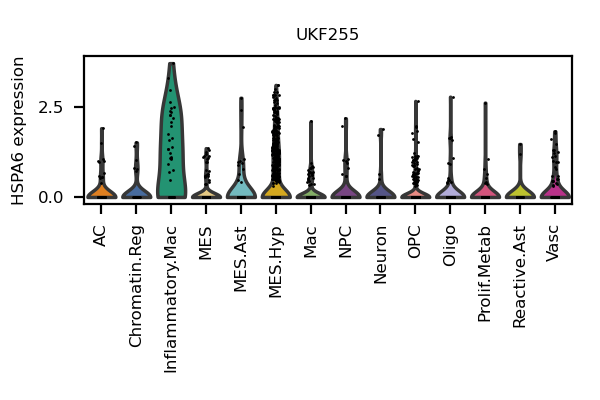 UKF255
HSPA6 expression
2.5
0.0
AC
Chromatin.Reg
Inflammatory.Mac
MES
MES.Ast
MES.Hyp
Mac
NPC
Neuron
OPC
Oligo
Prolif.Metab
Reactive.Ast
Vasc